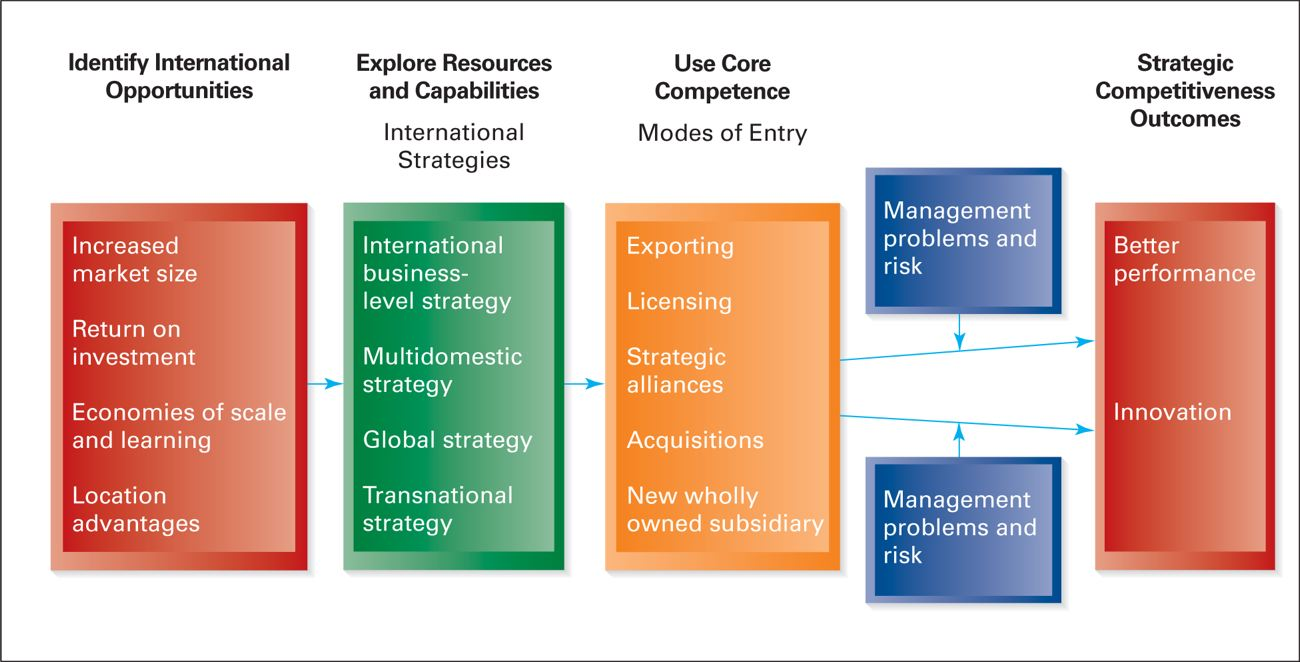 Identify International
Opportunities
Explore Resources
and Capabilities
International
Strategies
Use Core
Competence
Modes of Entry
Strategic
Competitiveness
Outcomes
Increased
market size
Return on
investment
Economies of scale
and learning
Location
advantages
International
business-
level strategy
Multidomestic
strategy
Global strategy
Transnational
strategy
Exporting
Licensing
Strategic
alliances
Acquisitions
New wholly
owned subsidiary
Management
problems and
risk
Management
problems and
risk
Better
performance
Innovation